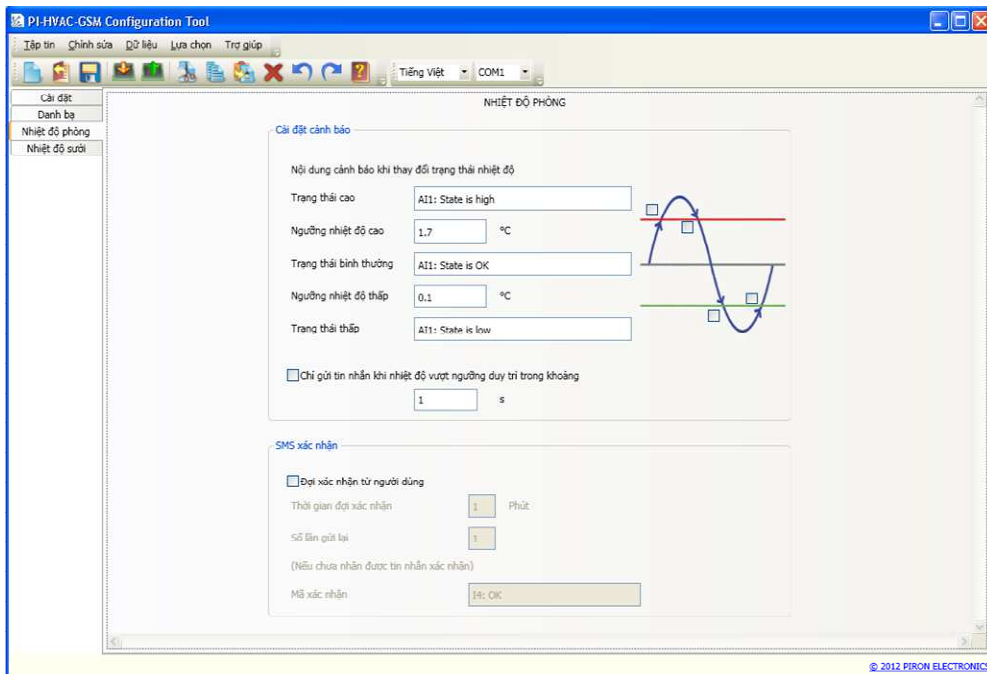 PI-HVAC-GSM Configuration Tool
Tập tin Chỉnh sửa Dữ liệu Lựa chọn Trợ giúp
Tiếng Việt COM1
Cài đặt
Danh bạ
Nhiệt độ phòng
Nhiệt độ sưởi
NHIỆT ĐỘ PHÒNG
Cài đặt cảnh báo
Nội dung cảnh báo khi thay đổi trạng thái nhiệt độ
Trạng thái cao AI1: State is high
Ngưỡng nhiệt độ cao 1.7 °C
Trạng thái bình thường AI1: State is OK
Ngưỡng nhiệt độ thấp 0.1 °C
Trạng thái thấp AI1: State is low
Chỉ gửi tin nhắn khi nhiệt độ vượt ngưỡng duy trì trong khoảng
1 s
SMS xác nhận
Đợi xác nhận từ người dùng
Thời gian đợi xác nhận 1 Phút
Số lần gửi lại 1
(Nếu chưa nhận được tin nhắn xác nhận)
Mã xác nhận I4: OK
© 2012 PIRON ELECTRONICS